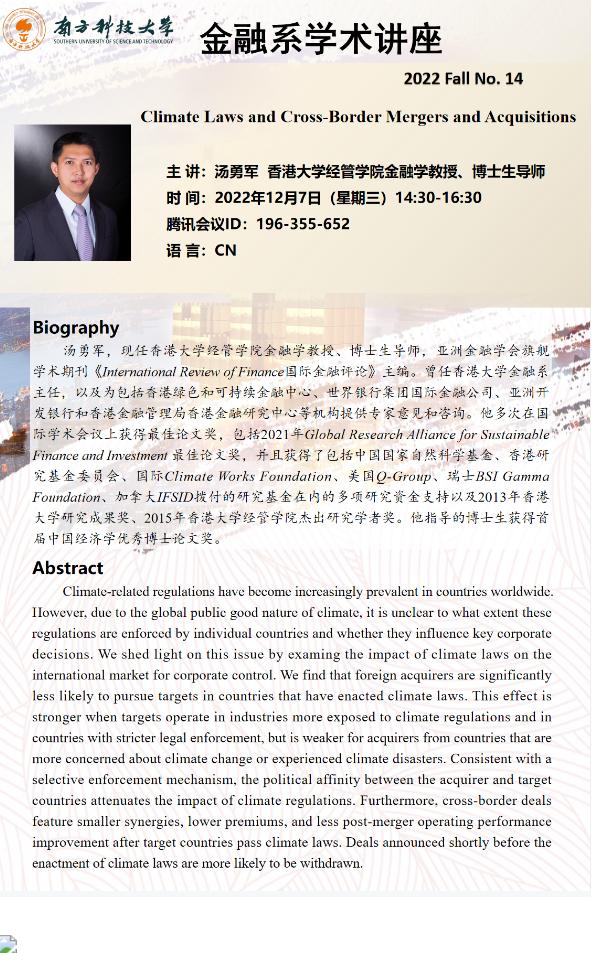 南方科技大学
SOUTHERN UNIVERSITY OF SCIENCE AND TECHNOLOGY
金融系学术讲座
2022 Fall No. 14
Climate Laws and Cross-Border Mergers and Acquisitions
主 讲：汤勇军 香港大学经管学院金融学教授、博士生导师
时 间：2022年12月7日（星期三）14:30-16:30
腾讯会议ID：196-355-652
语 言：CN
Biography
汤勇军，现任香港大学经管学院金融学教授、博士生导师，亚洲金融学会旗舰
学术期刊《International Review of Finance国际金融评论》主编。曾任香港大学金融系
主任，以及为包括香港绿色和可持续金融中心、世界银行集团国际金融公司、亚洲开
发银行和香港金融管理局香港金融研究中心等机构提供专家意见和咨询。他多次在国
际学术会议上获得最佳论文奖，包括2021年Global Research Alliance for Sustainable
Finance and Investment 最佳论文奖，并且获得了包括中国国家自然科学基金、香港研
究基金委员会、国际Climate Works Foundation、美国Q-Group、瑞士BSI Gamma
Foundation、加拿大IFSID拨付的研究基金在内的多项研究资金支持以及2013年香港
大学研究成果奖、2015年香港大学经管学院杰出研究学者奖。他指导的博士生获得首
届中国经济学优秀博士论文奖。
Abstract
Climate-related regulations have become increasingly prevalent in countries worldwide.
However, due to the global public good nature of climate, it is unclear to what extent these
regulations are enforced by individual countries and whether they influence key corporate
decisions. We shed light on this issue by examing the impact of climate laws on the
international market for corporate control. We find that foreign acquirers are significantly
less likely to pursue targets in countries that have enacted climate laws. This effect is
stronger when targets operate in industries more exposed to climate regulations and in
countries with stricter legal enforcement, but is weaker for acquirers from countries that are
more concerned about climate change or experienced climate disasters. Consistent with a
selective enforcement mechanism, the political affinity between the acquirer and target
countries attenuates the impact of climate regulations. Furthermore, cross-border deals
feature smaller synergies, lower premiums, and less post-merger operating performance
improvement after target countries pass climate laws. Deals announced shortly before the
enactment of climate laws are more likely to be withdrawn.